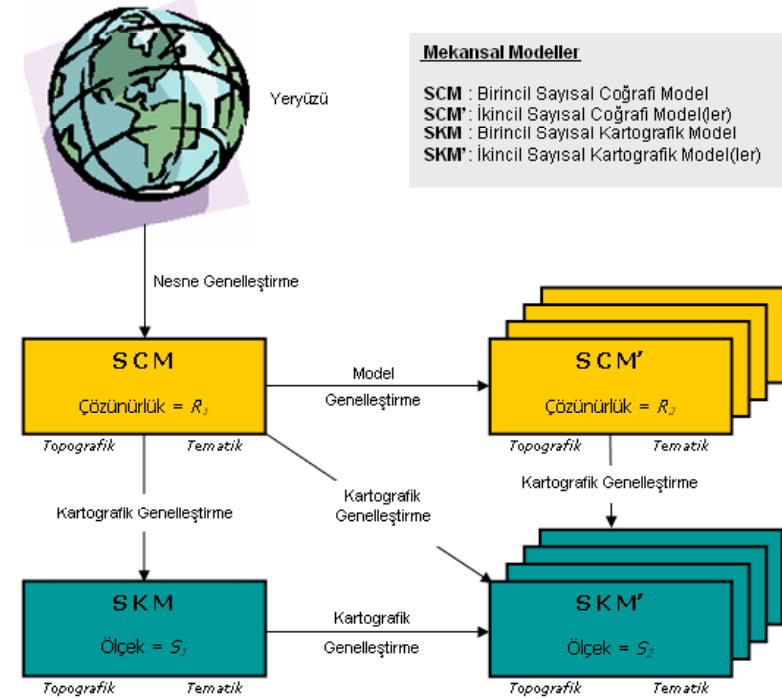 Mekansal Modeller
SCM : Birincil Sayısal Coğrafi Model
SCM' : İkincil Sayısal Coğrafi Model(ler)
SKM : Birincil Sayısal Kartografik Model
SKM' : İkincil Sayısal Kartografik Model(ler)
Yeryüzü
Nesne Genelleştirme
SCM
Çözünürlük = R₁
Topografik Tematik
Model
Genelleştirme
SCM'
Çözünürlük = R₂
Topografik Tematik
Kartografik Genelleştirme
Kartografik
Genelleştirme
Kartografik Genelleştirme
SKM
Ölçek = S₁
Topografik Tematik
Kartografik
Genelleştirme
SKM'
Ölçek = S₂
Topografik Tematik